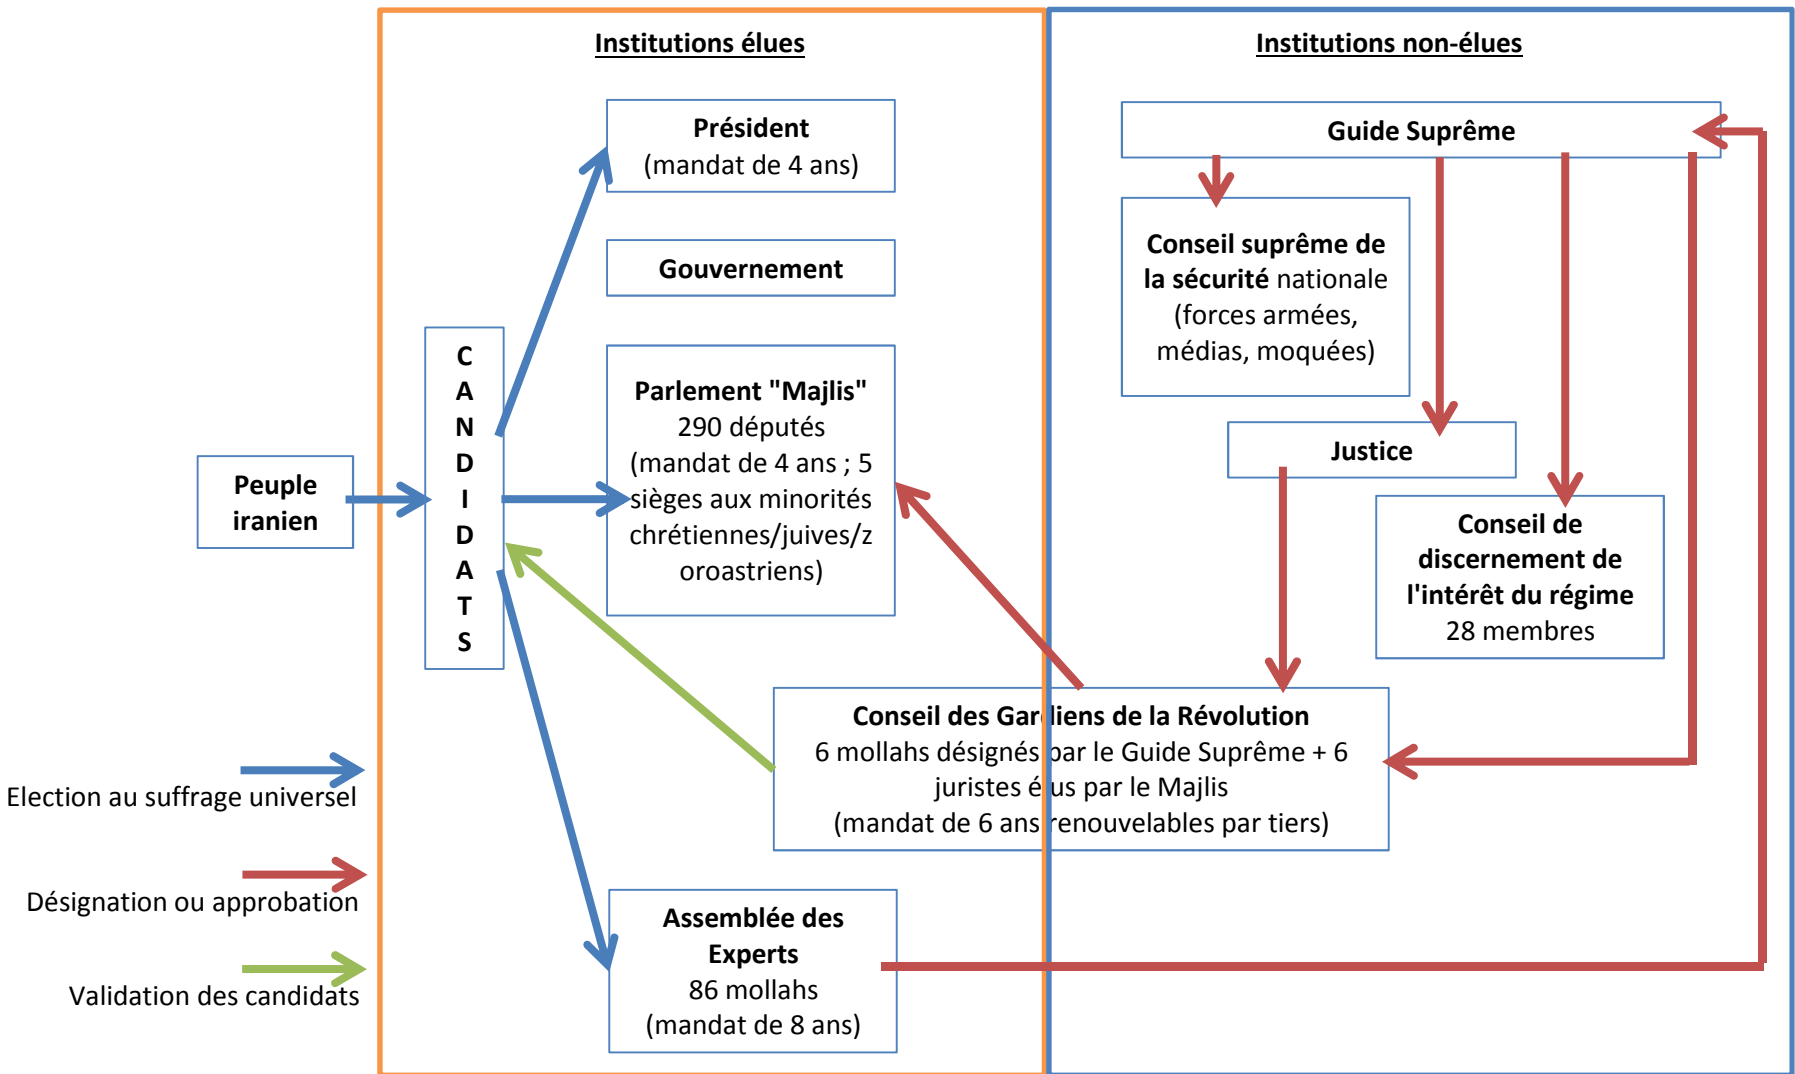 Institutions élues
Institutions non-élues
Président
(mandat de 4 ans)
Gouvernement
Parlement "Majlis"
290 députés
(mandat de 4 ans ; 5
sièges aux minorités
chrétiennes/juives/z
oroastriens)
C
A
N
D
I
D
A
T
S
Peuple
iranien
Guide Suprême
Conseil suprême de
la sécurité nationale
(forces armées,
médias, moquées)
Justice
Conseil de
discernement de
l'intérêt du régime
28 membres
Conseil des Gardiens de la Révolution
6 mollahs désignés par le Guide Suprême + 6
juristes élus par le Majlis
(mandat de 6 ans renouvelables par tiers)
Assemblée des
Experts
86 mollahs
(mandat de 8 ans)
Election au suffrage universel
Désignation ou approbation
Validation des candidats